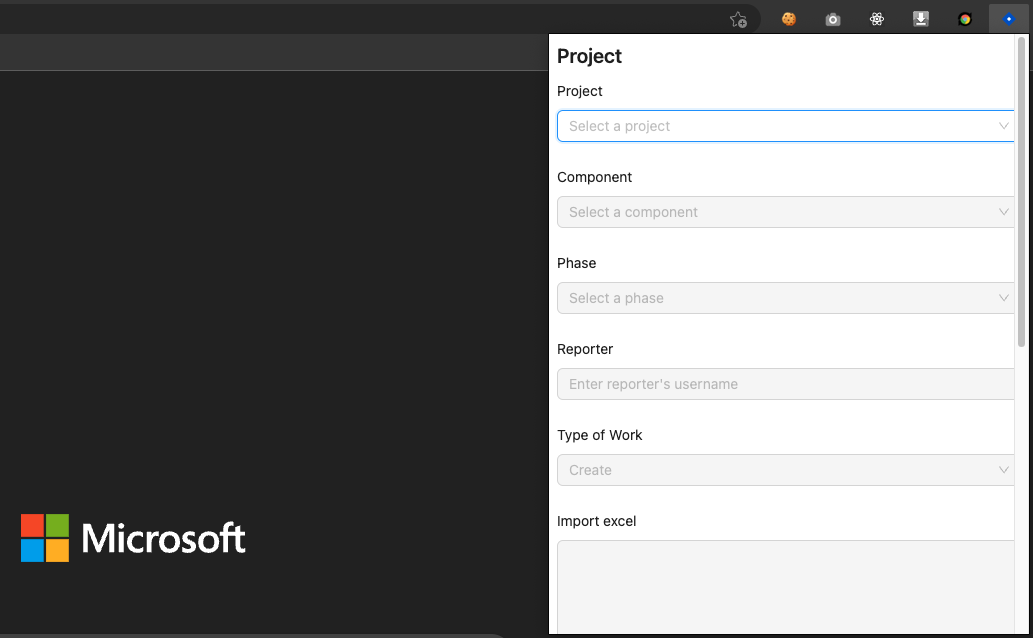 Project
Project
Select a project
Component
Select a component
Phase
Select a phase
Reporter
Enter reporter's username
Type of Work
Create
Import excel
Microsoft